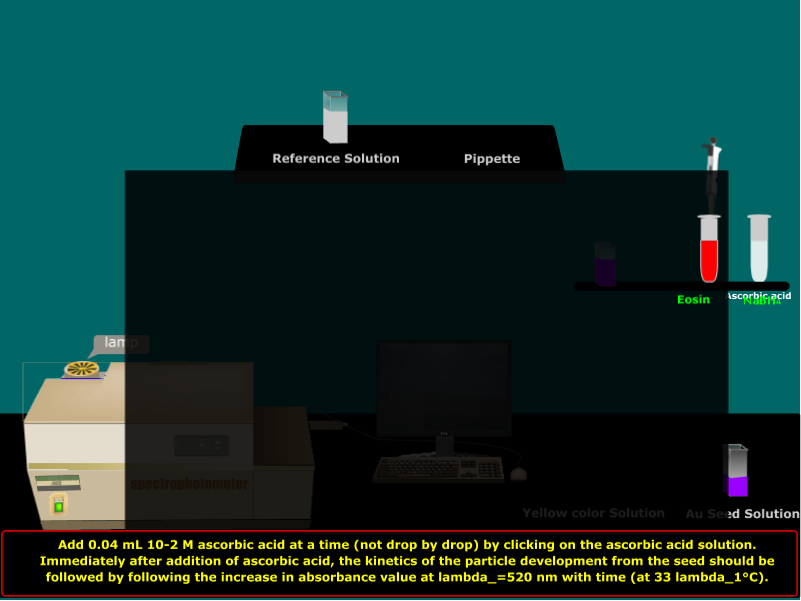 Reference Solution
Pippette
Eosin
Ascorbic acid
NaBH4
lamp
spectrophotometer
Yellow color Solution
Au Seed Solution
Add 0.04 mL 10-2 M ascorbic acid at a time (not drop by drop) by clicking on the ascorbic acid solution.
Immediately after addition of ascorbic acid, the kinetics of the particle development from the seed should be
followed by following the increase in absorbance value at lambda_=520 nm with time (at 33 lambda_1°C).